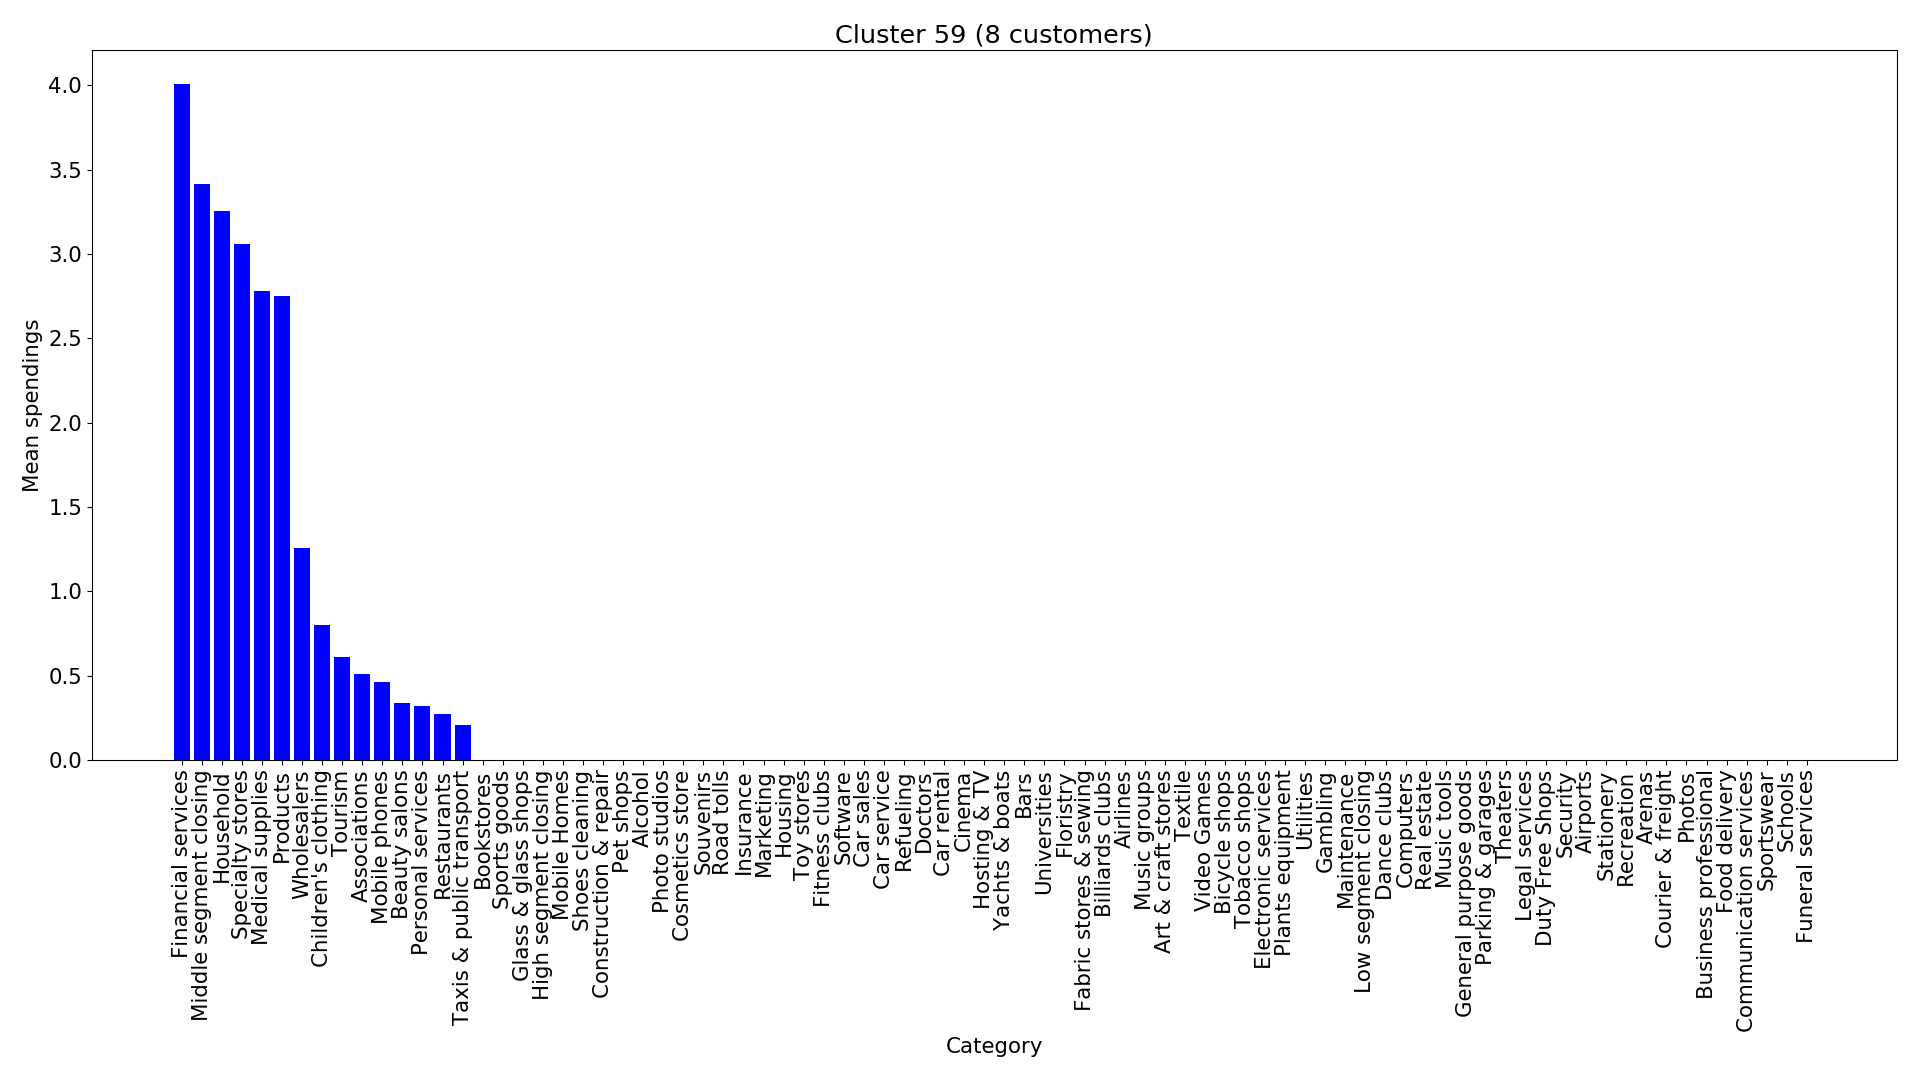 Cluster 59 (8 customers)
Mean spendings
4.0
3.5
3.0
2.5
2.0
1.5
1.0
0.5
0.0
Financial services
Middle segment closing
Household
Specialty stores
Medical supplies
Products
Wholesalers
Children's clothing
Tourism
Associations
Mobile phones
Beauty salons
Personal services
Restaurants
Taxis & public transport
Bookstores
Sports goods
Glass & glass shops
High segment closing
Mobile Homes
Shoes cleaning
Construction & repair
Pet shops
Alcohol
Photo studios
Cosmetics store
Souvenirs
Road tolls
Insurance
Marketing
Housing
Toy stores
Fitness clubs
Software
Car sales
Car service
Refueling
Doctors
Car rental
Cinema
Hosting & TV
Yachts & boats
Bars
Universities
Floristry
Fabric stores & sewing
Billiards clubs
Airlines
Music groups
Art & craft stores
Textile
Video Games
Bicycle shops
Tobacco shops
Electronic services
Plants equipment
Utilities
Gambling
Maintenance
Low segment closing
Dance clubs
Computers
Real estate
Music tools
General purpose goods
Parking & garages
Theaters
Legal services
Duty Free Shops
Security
Airports
Stationery
Recreation
Arenas
Courier & freight
Photos
Business professional
Food delivery
Communication services
Sportswear
Schools
Funeral services
Category